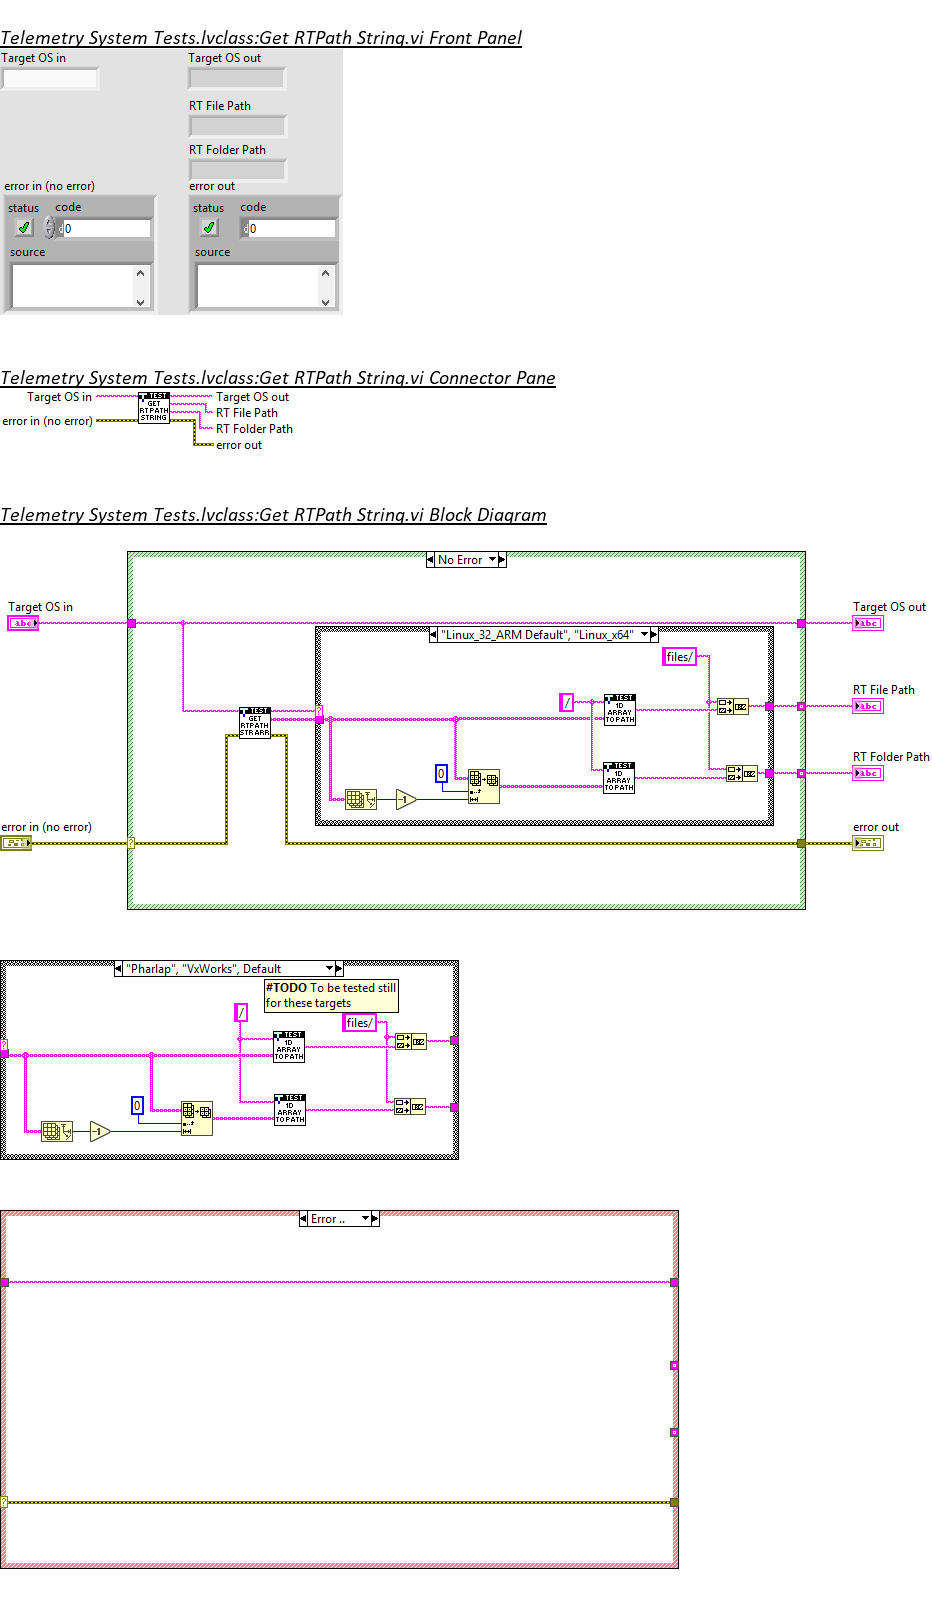 Telemetry System Tests.lvclass:Get RTPath String.vi Front Panel
Target OS in
Target OS out
RT File Path
RT Folder Path
error in (no error)
error out
status
code
status
code
d 0
d 0
source
source
Telemetry System Tests.lvclass:Get RTPath String.vi Connector Pane
Target OS in
TEST
GET
RTPATH
STRING
Target OS out
RT File Path
error in (no error)
RT Folder Path
error out
Telemetry System Tests.lvclass:Get RTPath String.vi Block Diagram
No Error
Target OS in
abc
Target OS out
abc
"Linux_32_ARM Default", "Linux_x64"
files/
/
TEST
1D
ARRAY
TO PATH
RT File Path
abc
TEST
GET
RTPATH
STRARR
?
0
TEST
1D
ARRAY
TO PATH
RT Folder Path
abc
-1
error in (no error)
?
error out
"Pharlap", "VxWorks", Default
#TODO To be tested still
for these targets
/
files/
?
TEST
1D
ARRAY
TO PATH
0
TEST
1D
ARRAY
TO PATH
-1
Error ..
?